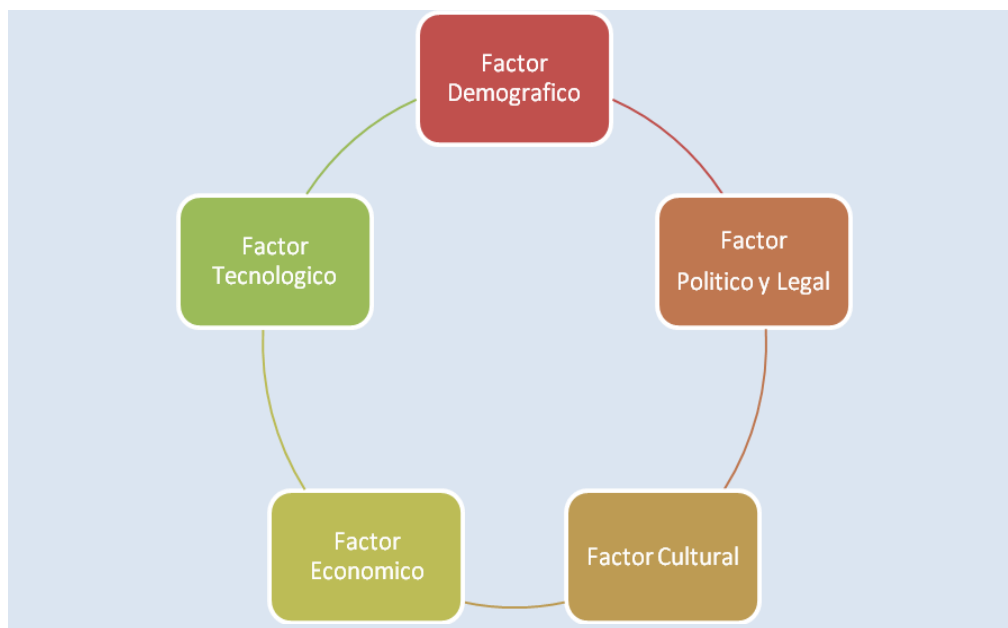 Factor
Demografico
Factor
Politico y Legal
Factor Cultural
Factor
Economico
Factor
Tecnologico